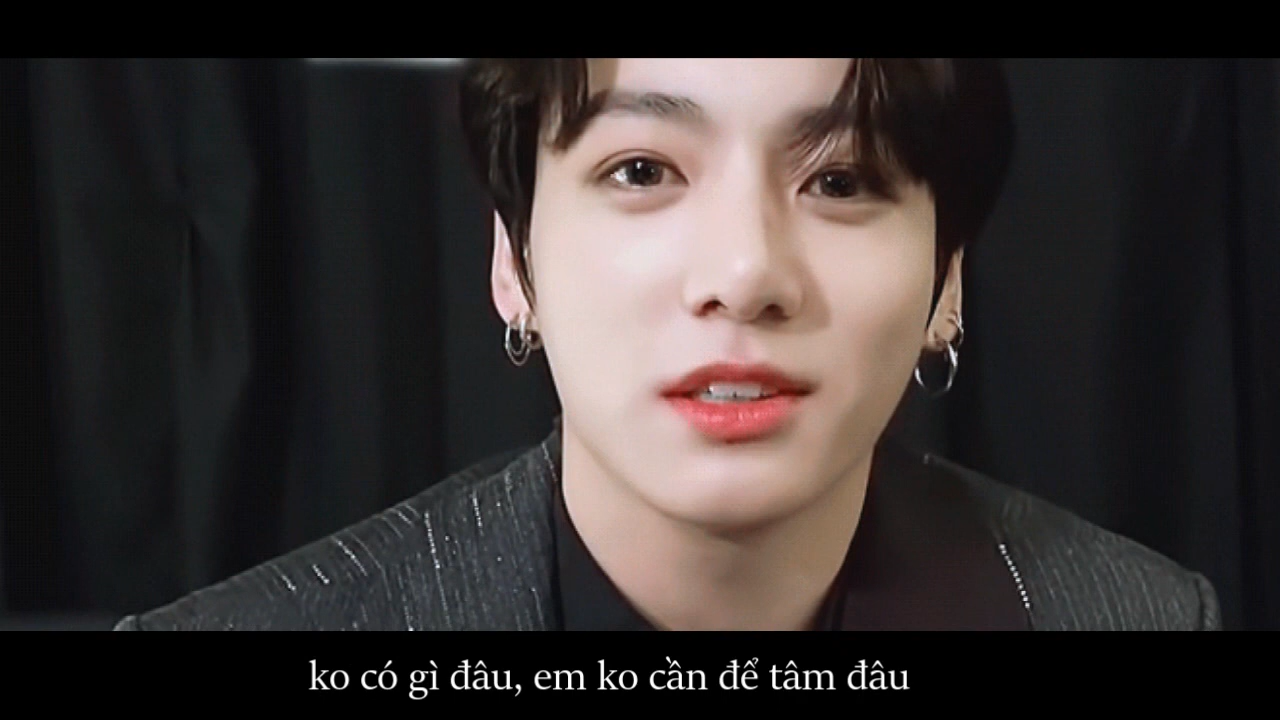 ko có gì đâu, em ko cần để tâm đâu